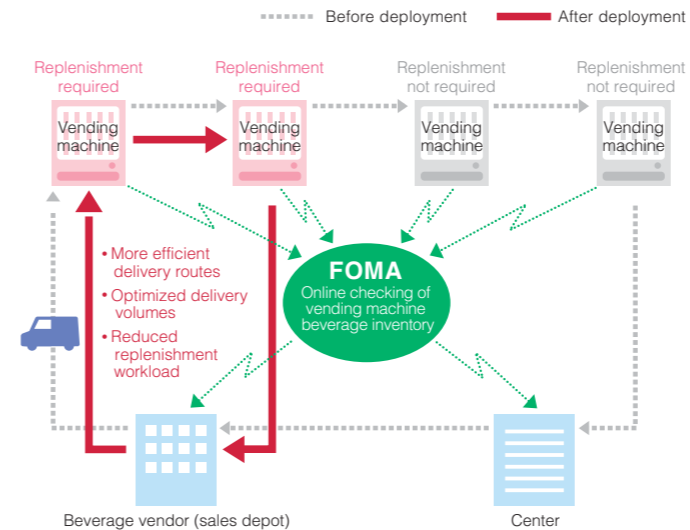 Before deployment
After deployment
Replenishment
required
Replenishment
required
Replenishment
not required
Replenishment
not required
Vending
machine
Vending
machine
Vending
machine
Vending
machine
• More efficient
delivery routes
• Optimized delivery
volumes
• Reduced
replenishment
workload
FOMA
Online checking of
vending machine
beverage inventory
Beverage vendor (sales depot)
Center